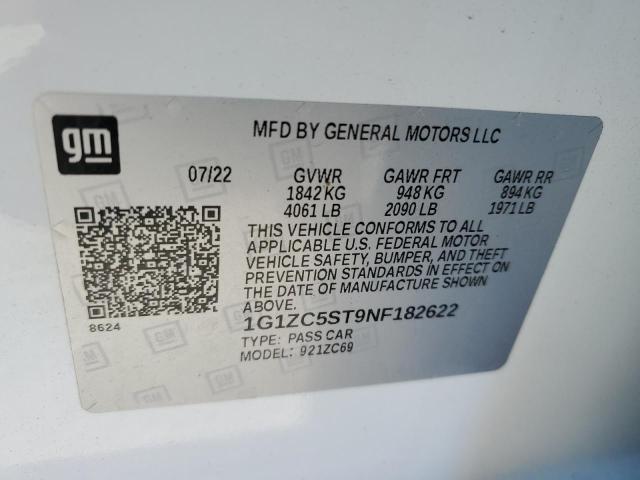 gm
MFD BY GENERAL MOTORS LLC
07/22 GVWR GAWR FRT GAWR RR
1842 KG 948 KG 894 KG
4061 LB 2090 LB 1971 LB
THIS VEHICLE CONFORMS TO ALL
APPLICABLE U.S. FEDERAL MOTOR
VEHICLE SAFETY, BUMPER, AND THEFT
PREVENTION STANDARDS IN EFFECT ON
THE DATE OF MANUFACTURE SHOWN
ABOVE.
8624
1G1ZC5ST9NF182622
TYPE: PASS CAR
MODEL: 921ZC69